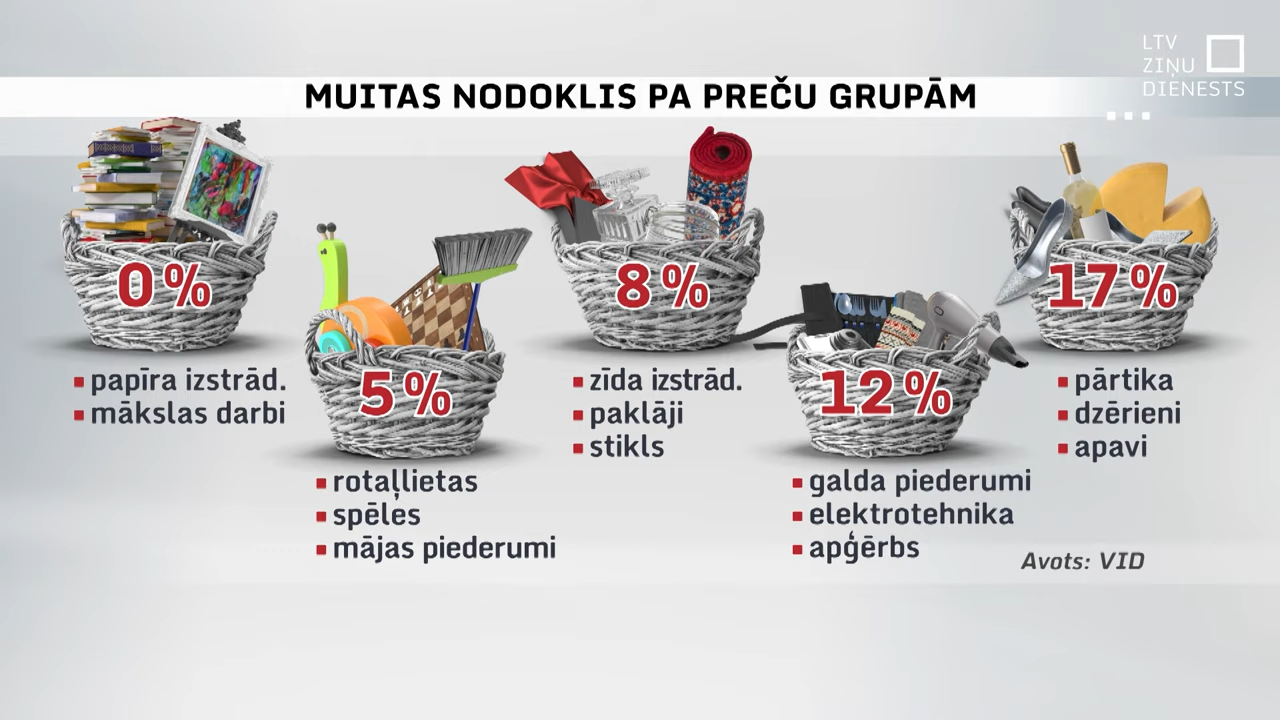 LTV
ZIŅU
DIENESTS
MUITAS NODOKLIS PA PREČU GRUPĀM
0%
papīra izstrād.
mākslas darbi
5%
rotaļlietas
spēles
mājas piederumi
8%
zīda izstrād.
paklāji
stikls
12%
galda piederumi
elektrotehnika
apģērbs
17%
pārtika
dzērieni
apavi
Avots: VID